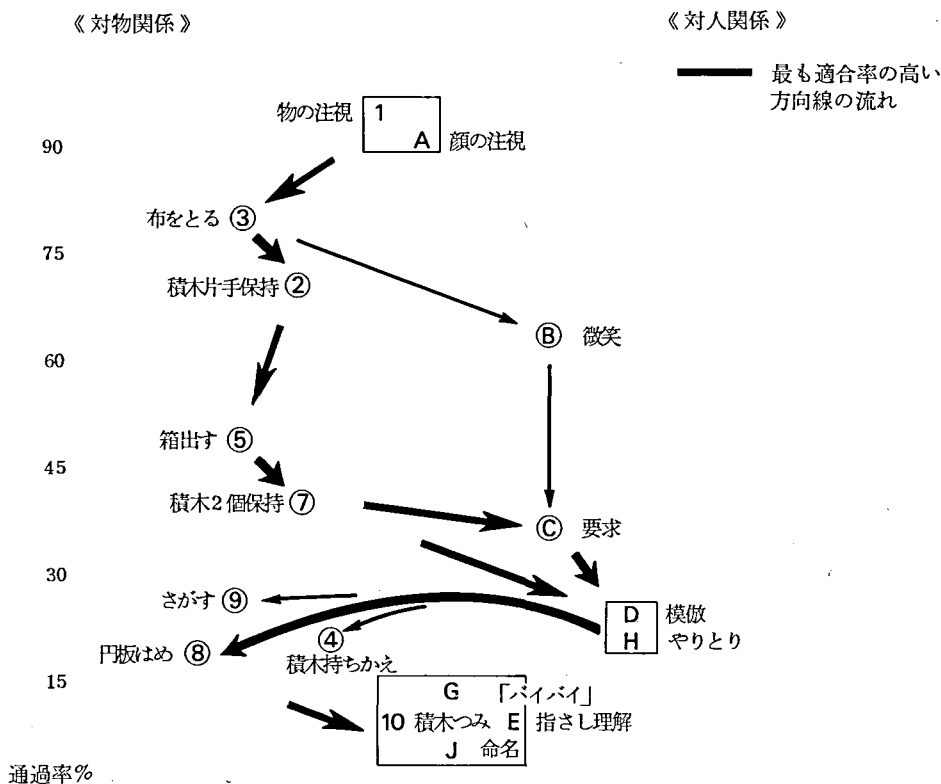 《対物関係》
《対人関係》
最も適合率の高い
方向線の流れ
物の注視 1
A 顔の注視
90
布をとる ③
75
積木片手保持 ②
Ⓑ 微笑
60
箱出す ⑤
45
積木2個保持 ⑦
Ⓒ 要求
30
さがす ⑨
D 模倣
H やりとり
円板はめ ⑧
④
積木持ちかえ
15
G 「バイバイ」
10 積木つみ E 指さし理解
J 命名
通過率%